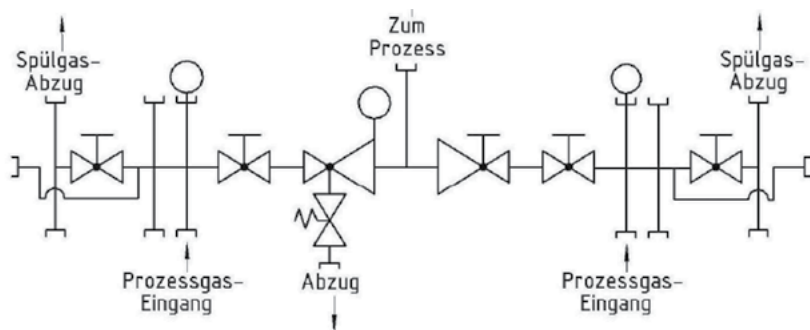 Zum
Prozess
Spülgas-
Abzug
Spülgas-
Abzug
Prozessgas-
Eingang
Abzug
Prozessgas-
Eingang